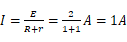 I = E/(R+r) = 2/(1+1) A = 1A